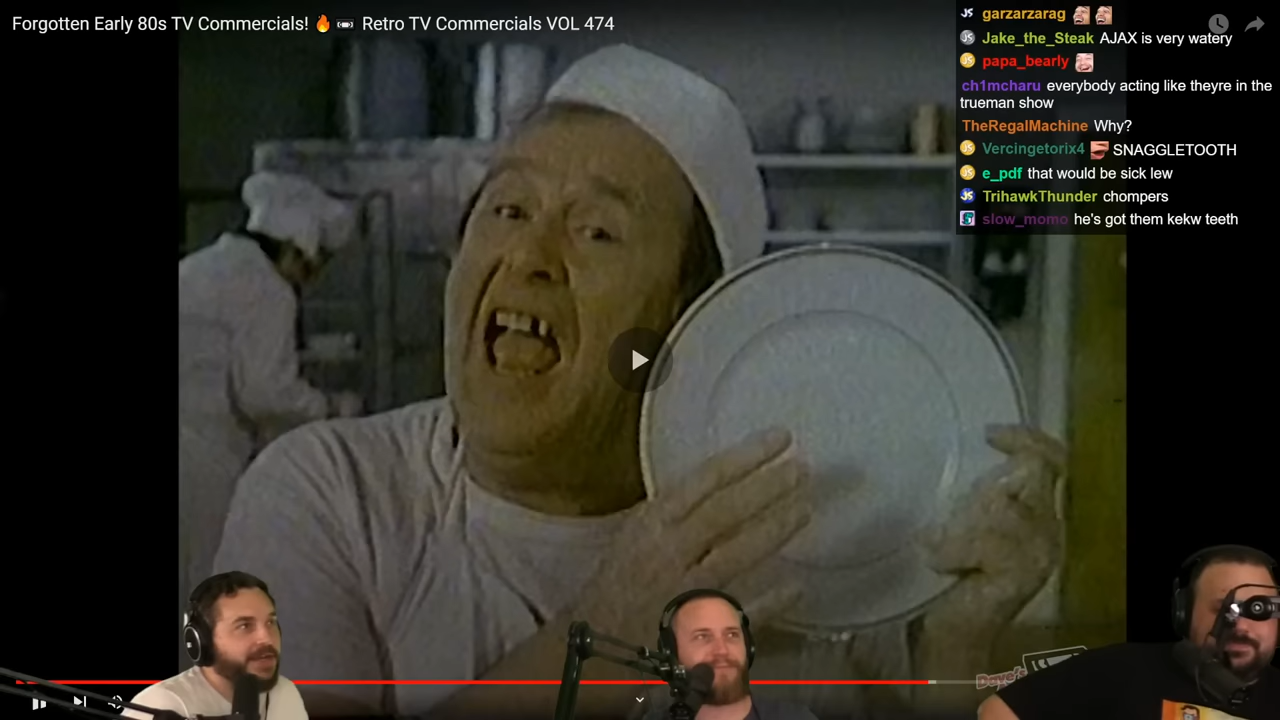 Forgotten Early 80s TV Commercials! 🔥📼 Retro TV Commercials VOL 474
garzarzarag
Jake_the_Steak AJAX is very watery
papa_bearly
ch1mcharu everybody acting like theyre in the
trueman show
TheRegalMachine Why?
Vercingetorix4 SNAGGLETOOTH
e_pdf that would be sick lew
TrihawkThunder chompers
slow_momo he's got them kekw teeth
Dave's